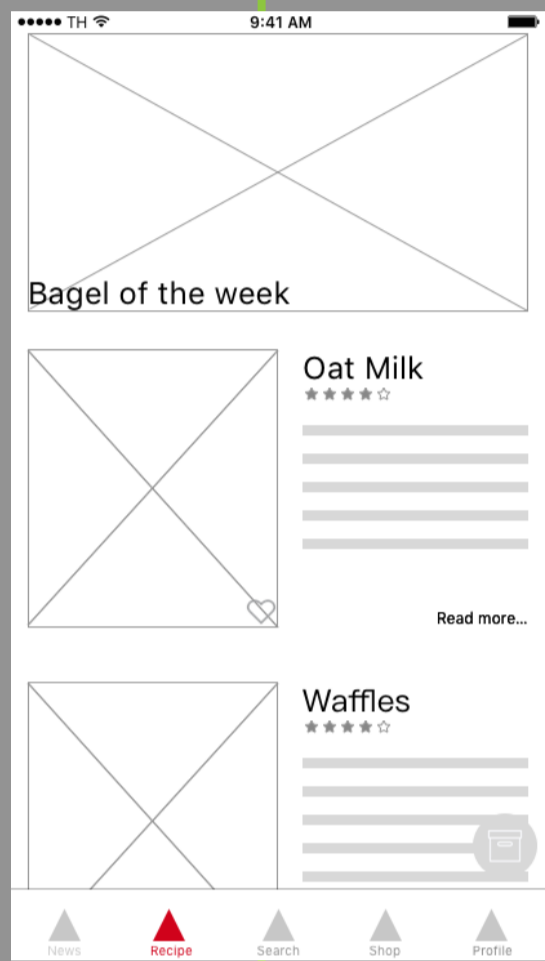 TH 9:41 AM
Bagel of the week
Oat Milk
Read more...
Waffles
News Recipe Search Shop Profile